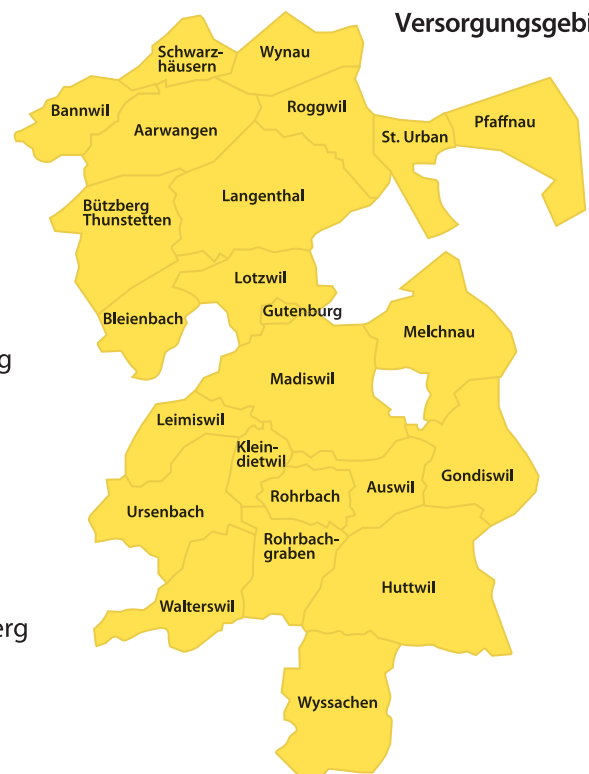 Versorgungsgebi
Schwarz-
häusern
Wynau
Bannwil
Aarwangen
Roggwil
St. Urban
Pfaffnau
Bützberg
Thunstetten
Langenthal
Lotzwil
Gutenburg
Bleienbach
Melchnau
g
Madiswil
Leimiswil
Klein-
dietwil
Rohrbach
Auswil
Gondiswil
Ursenbach
Rohrbach-
graben
Huttwil
Walterswil
erg
Wyssachen